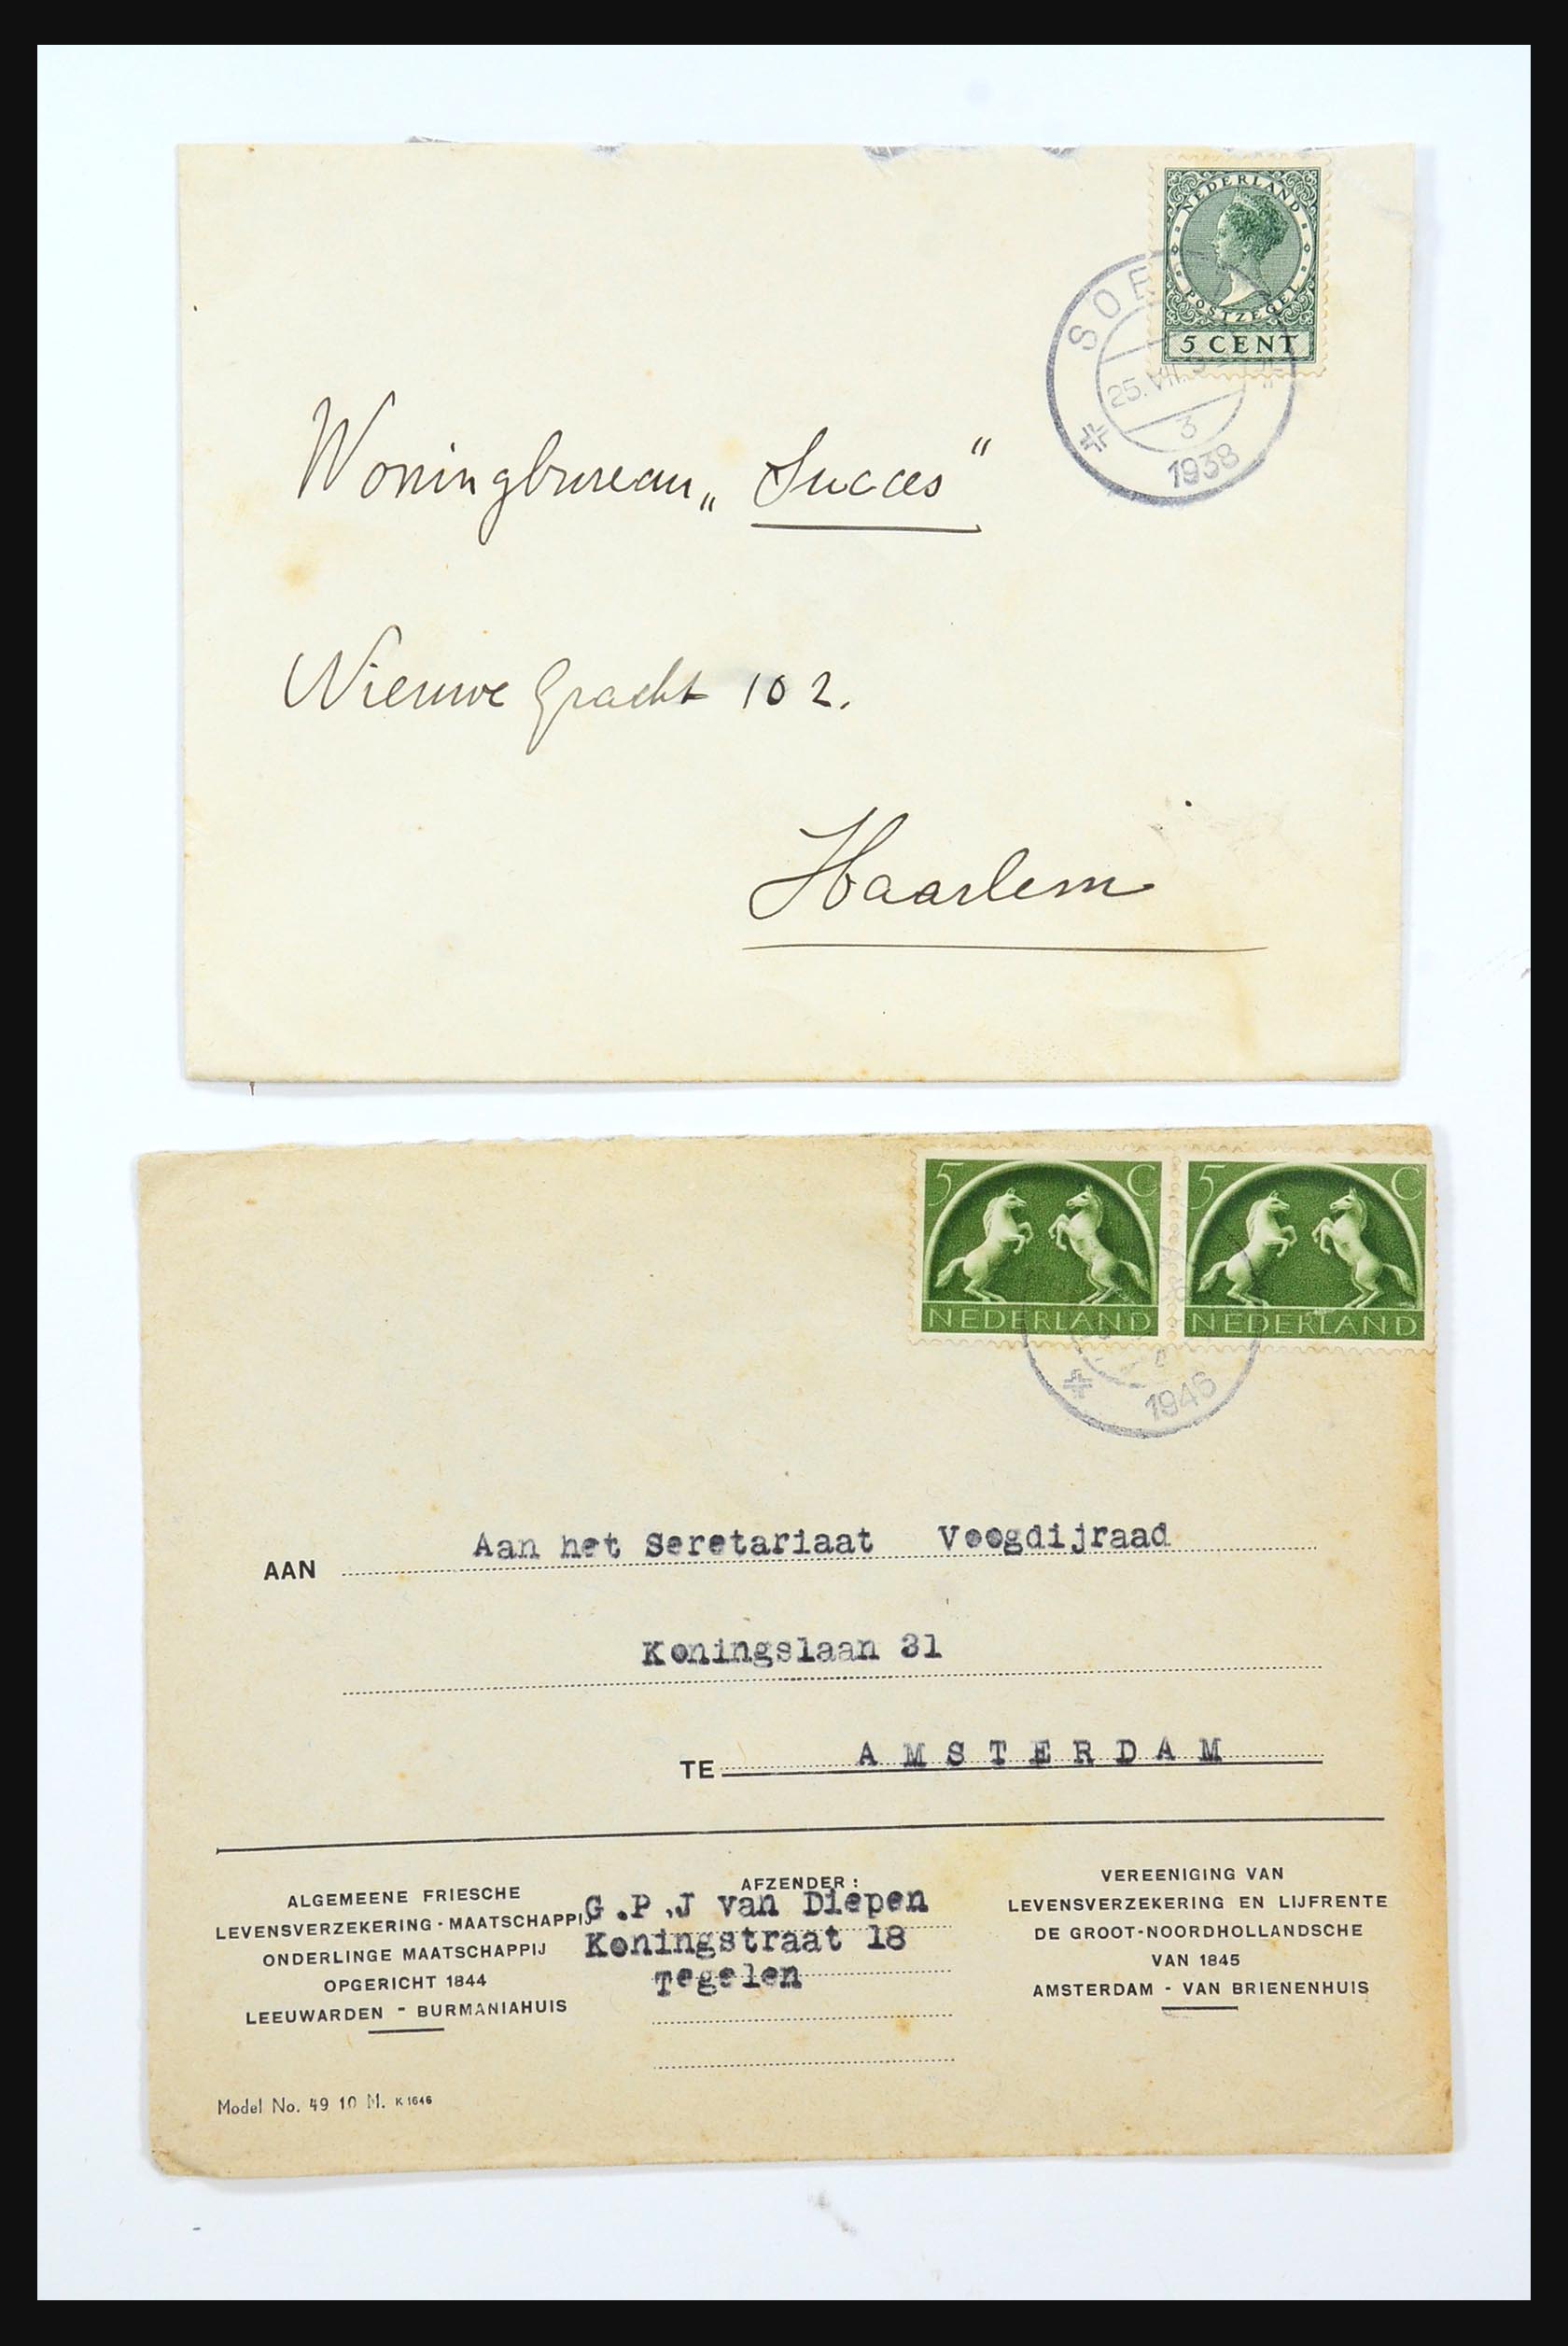 NEDERLAND
POSTZEGEL
5 CENT
25.VII
3
1938
Woningbureau „Succes"
Nieuwe Gracht 102.
Haarlem
5 C
NEDERLAND
5 C
NEDERLAND
1946
AAN Aan het Seretariaat Voogdijraad
Koningslaan 31
TE AMSTERDAM
ALGEMEENE FRIESCHE
LEVENSVERZEKERING-MAATSCHAPPIJ
ONDERLINGE MAATSCHAPPIJ
OPGERICHT 1844
LEEUWARDEN - BURMANIAHUIS
AFZENDER:
G.P.J van Diepen
Koningstraat 18
Tegelen
VEREENIGING VAN
LEVENSVERZEKERING EN LIJFRENTE
DE GROOT-NOORDHOLLANDSCHE
VAN 1845
AMSTERDAM - VAN BRIENENHUIS
Model No. 49 10 M. K 1646